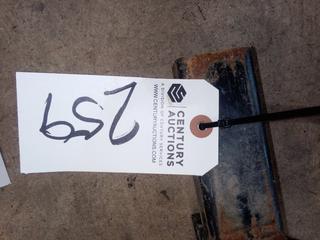 CENTURY
AUCTIONS
A DIVISION OF CENTURY SERVICES
WWW.CENTURYAUCTIONS.COM
259